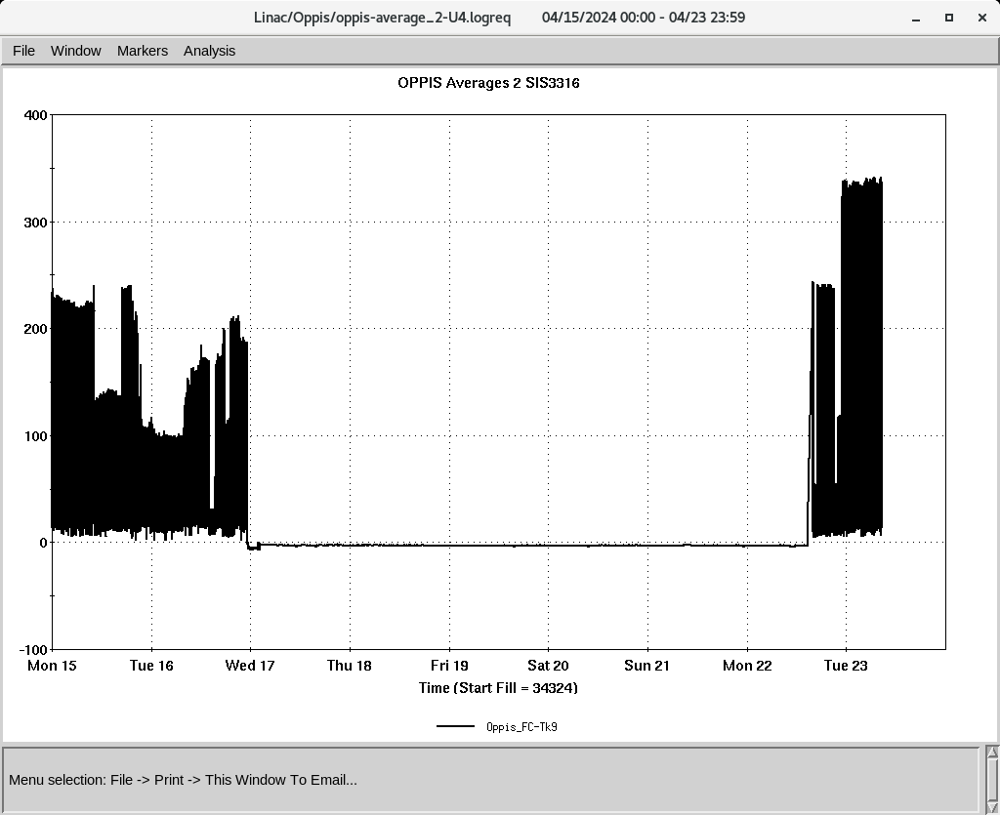 Linac/Oppis/oppis-average_2-U4.logreq 04/15/2024 00:00 - 04/23 23:59
File Window Markers Analysis
OPPIS Averages 2 SIS3316
400
300
200
100
0
-100
Mon 15 Tue 16 Wed 17 Thu 18 Fri 19 Sat 20 Sun 21 Mon 22 Tue 23
Time (Start Fill = 34324)
Oppis_FC-Tk9
Menu selection: File -> Print -> This Window To Email...